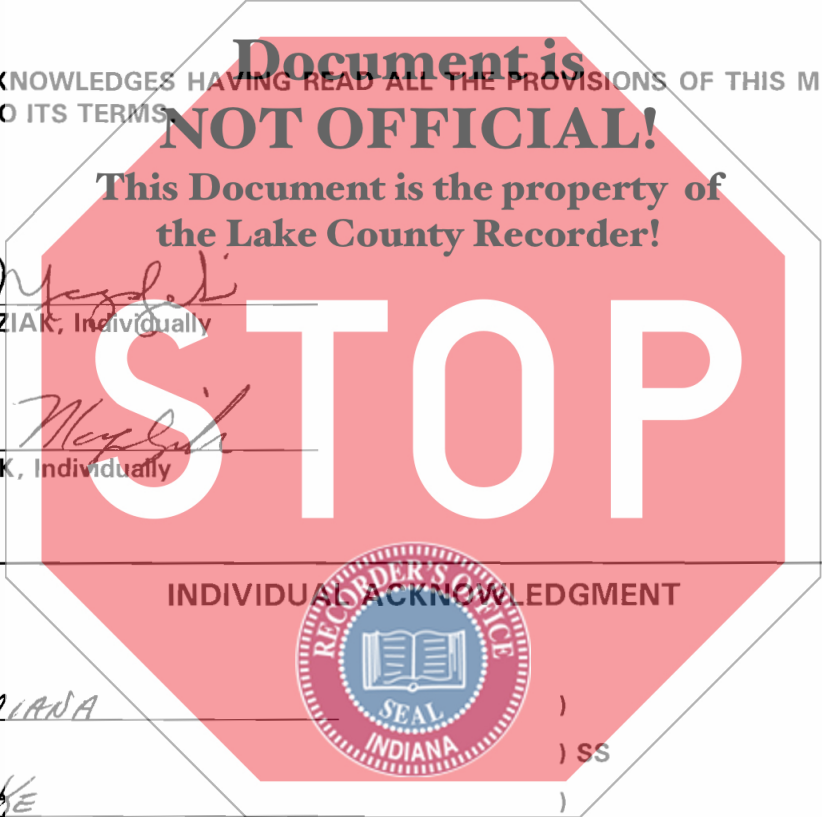 Document is
KNOWLEDGES HAVING READ ALL THE PROVISIONS OF THIS M
O ITS TERMS.
NOT OFFICIAL!
This Document is the property of
the Lake County Recorder!
ZIAK, Individually
STOP
K, Individually
INDIVIDUAL ACKNOWLEDGMENT
RECORDER'S OFFICE
SEAL
INDIANA
IANA )
) SS
KE )